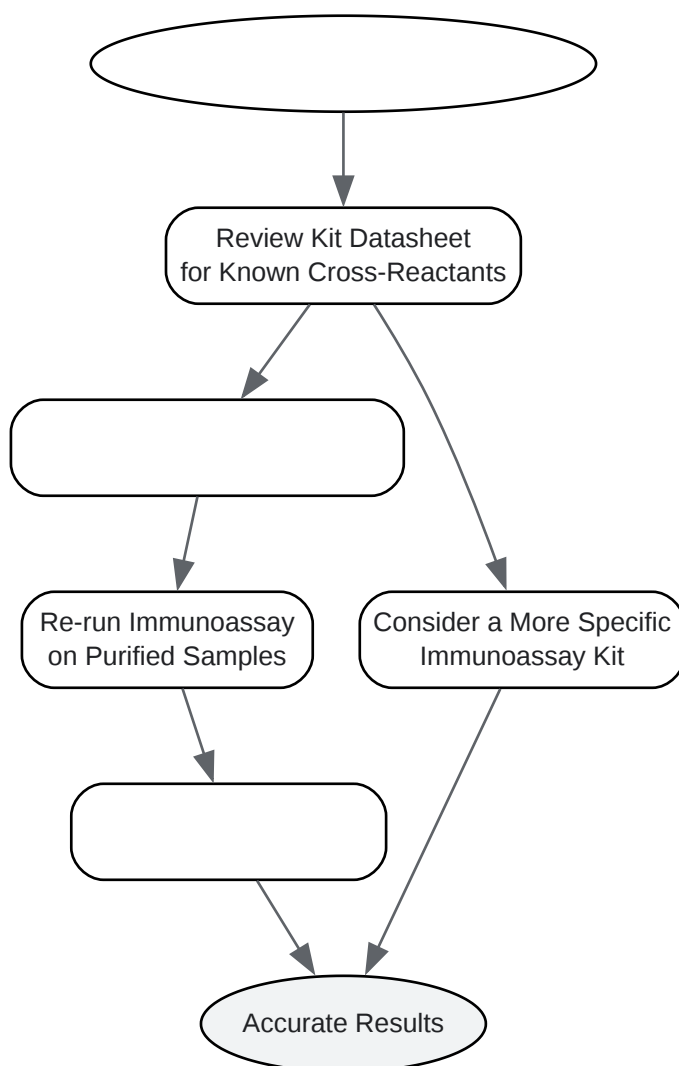 Review Kit Datasheet
for Known Cross-Reactants
Re-run Immunoassay
on Purified Samples
Consider a More Specific
Immunoassay Kit
Accurate Results